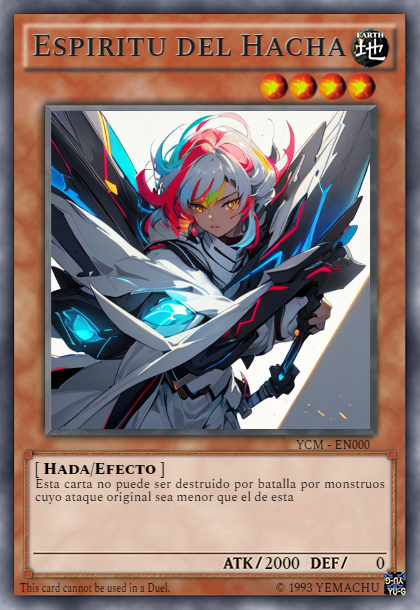 ESPIRITU DEL HACHA
EARTH
地
YCM - EN000
[ HADA/EFECTO ]
Esta carta no puede ser destruido por batalla por monstruos
cuyo ataque original sea menor que el de esta
ATK/ 2000 DEF/ 0
This card cannot be used in a Duel.
© 1993 YEMACHU